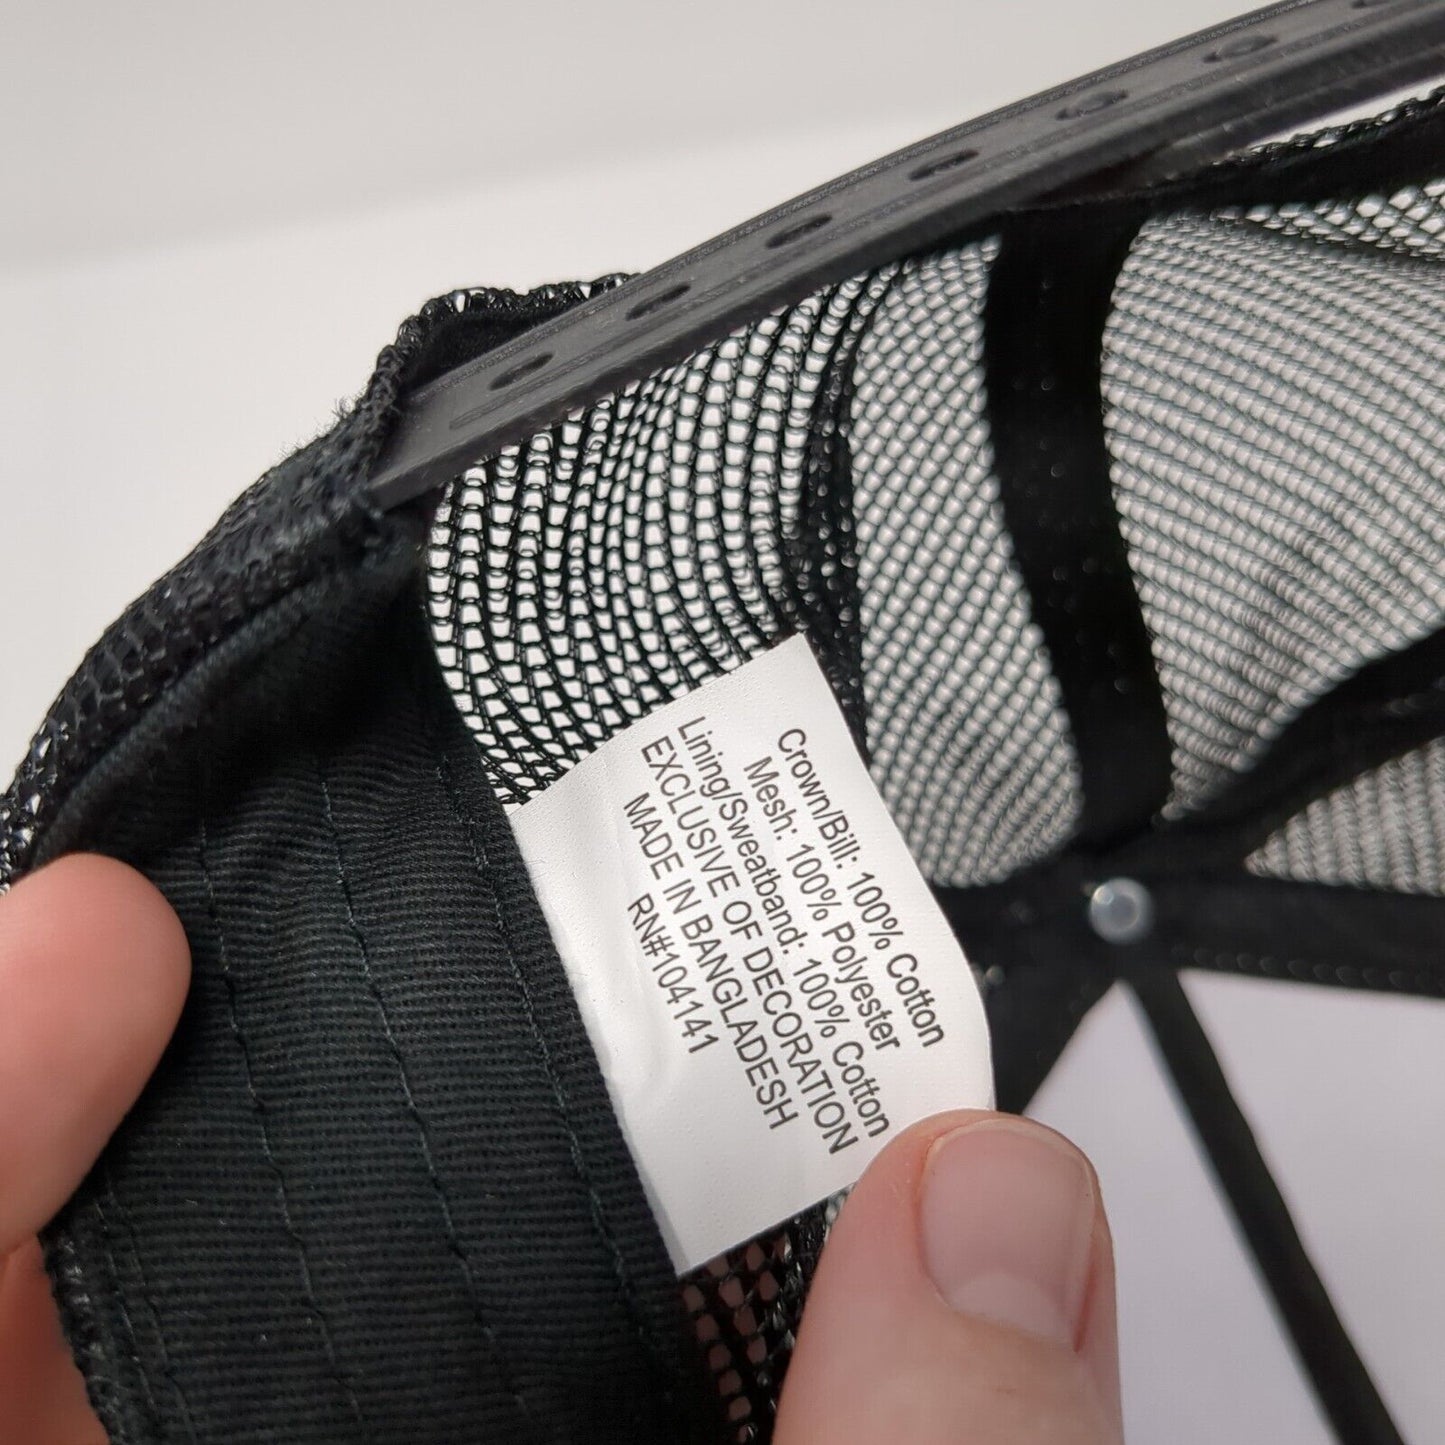 Crown/Bill: 100% Cotton
Mesh: 100% Polyester
Lining/Sweatband: 100% Cotton
EXCLUSIVE OF DECORATION
MADE IN BANGLADESH
RN#104141